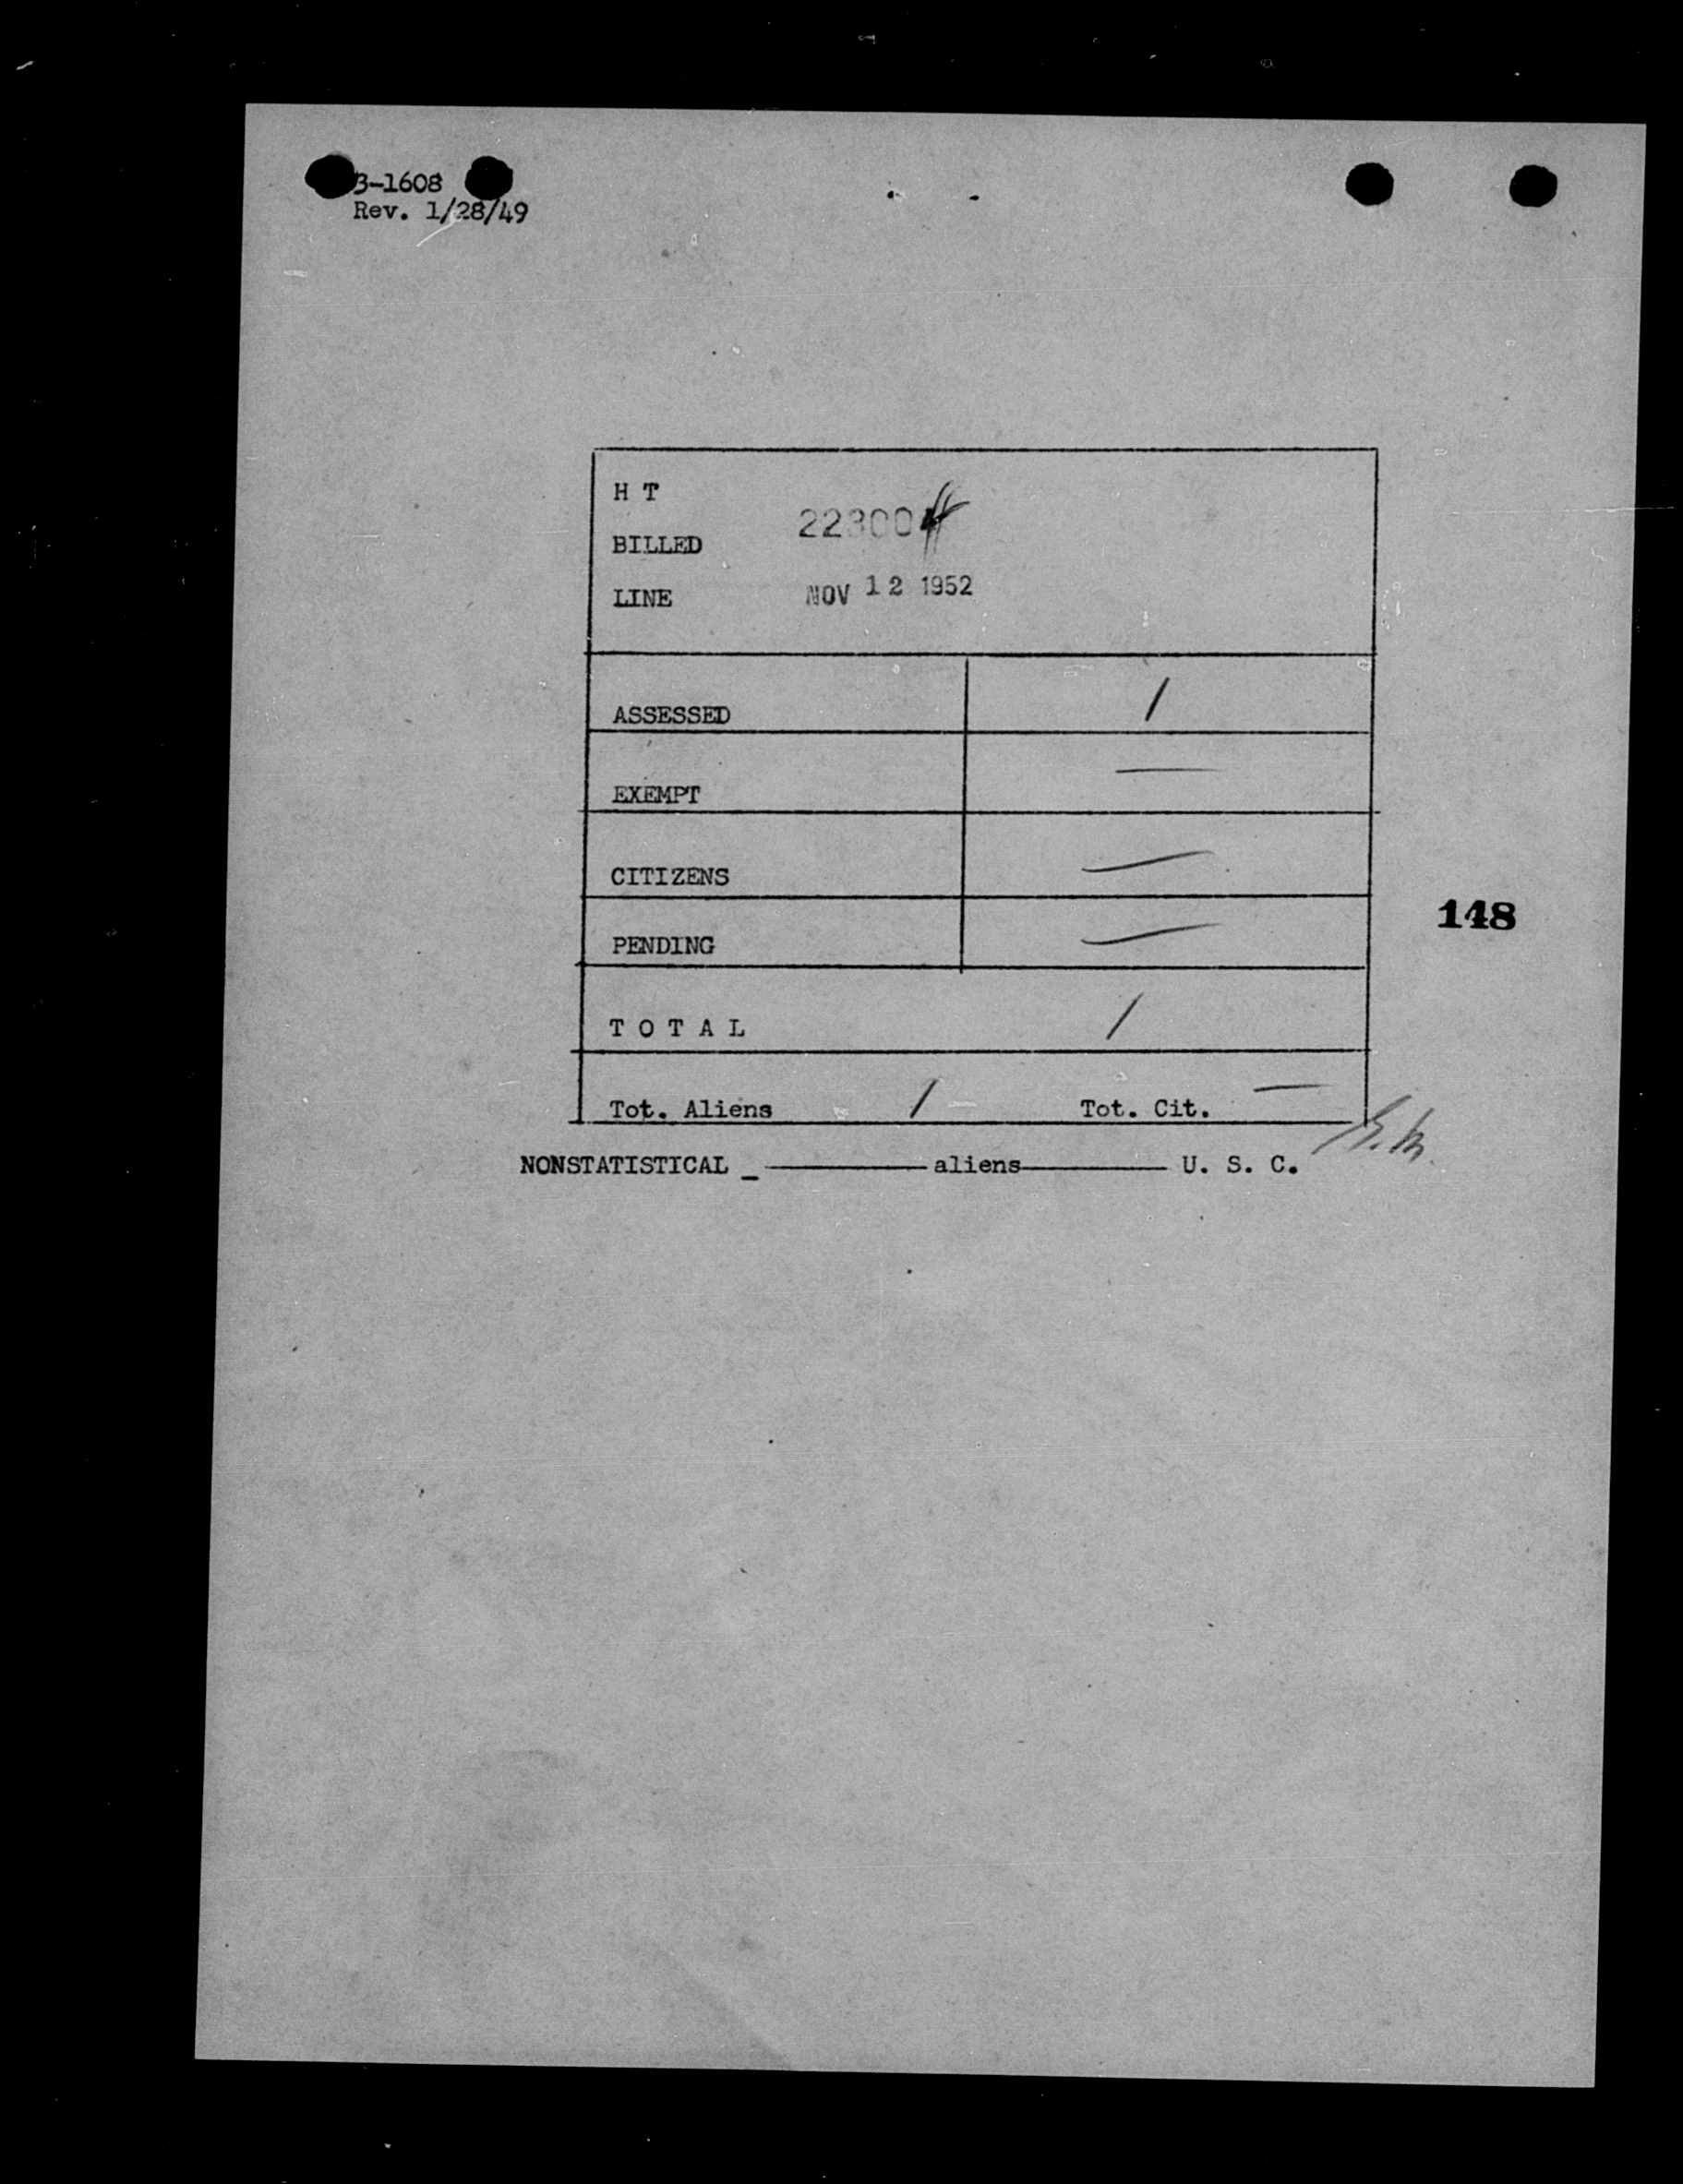 3-1608
Rev. 1/28/49
H T
BILLED
LINE NOV 12 1952
ASSESSED /
EXEMPT —
CITIZENS —
PENDING —
148
T O T A L /
Tot. Aliens / Tot. Cit. —
NONSTATISTICAL _ ——— aliens ——— U. S. C.